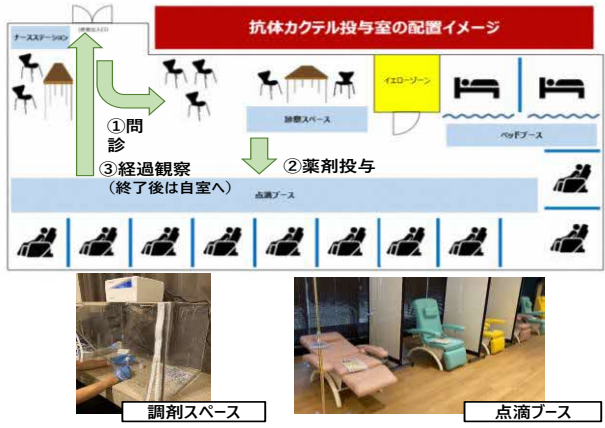 抗体カクテル投与室の配置イメージ
ナースステーション
イエローゾーン
診察スペース
ベッドブース
①問
診
③経過観察
（終了後は自室へ）
②薬剤投与
点滴ブース
調剤スペース
点滴ブース